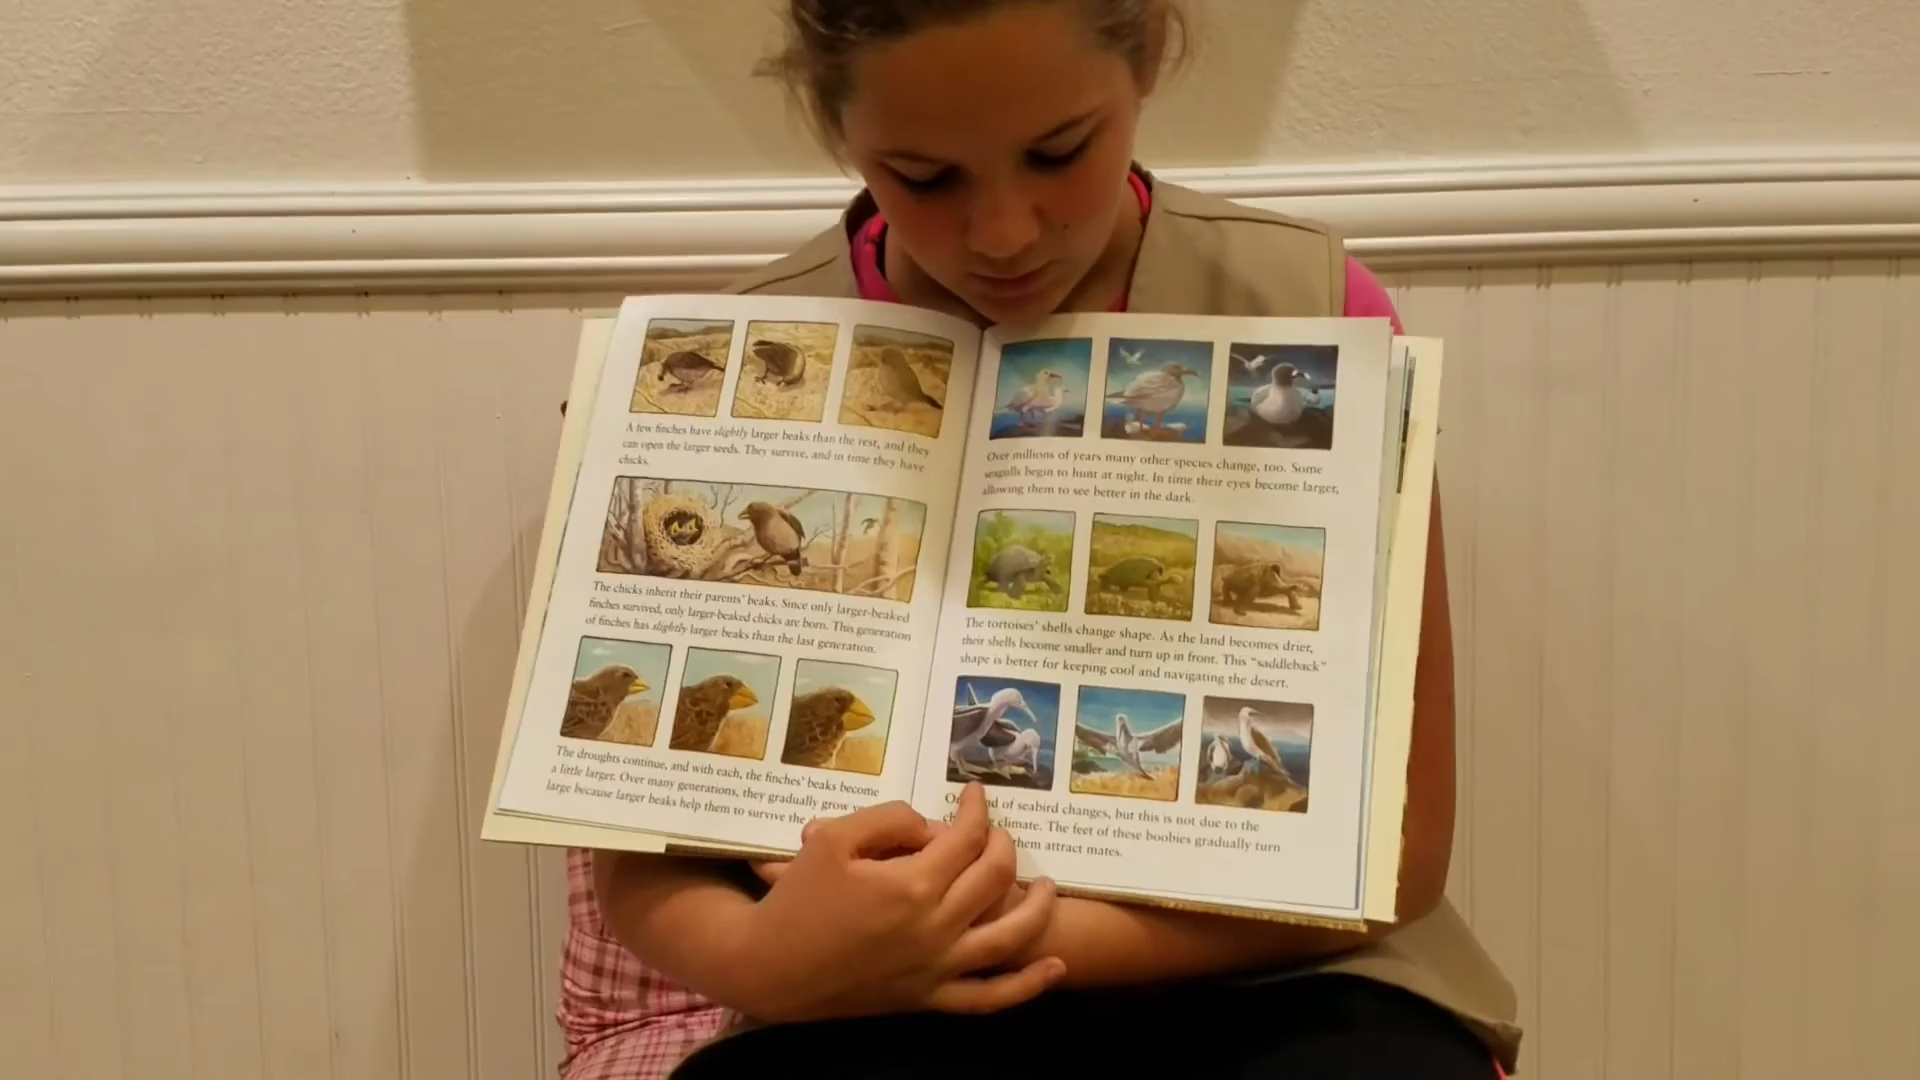 A few finches have slightly larger beaks than the rest, and they
can open the larger seeds. They survive, and in time they have
chicks.
The chicks inherit their parents' beaks. Since only larger-beaked
finches survived, only larger-beaked chicks are born. This generation
of finches has slightly larger beaks than the last generation.
The droughts continue, and with each, the finches' beaks become
a little larger. Over many generations, they gradually grow
large because larger beaks help them to survive the
Over millions of years many other species change, too. Some
seagulls begin to hunt at night. In time their eyes become larger,
allowing them to see better in the dark.
The tortoises' shells change shape. As the land becomes drier,
their shells become smaller and turn up in front. This "saddleback"
shape is better for keeping cool and navigating the desert.
of seabird changes, but this is not due to the
climate. The feet of these boobies gradually turn
them attract mates.